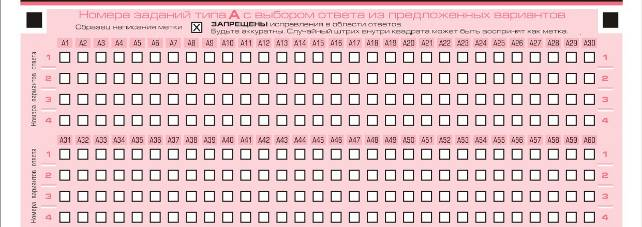 Номера заданий типа А с выбором ответа из предложенных вариантов
Образец написания метки
ЗАПРЕЩЕНЫ исправления в области ответов.
Будьте аккуратны. Случайный штрих внутри квадрата может быть воспринят как метка.
A1 A2 A3 A4 A5 A6 A7 A8 A9 A10 A11 A12 A13 A14 A15 A16 A17 A18 A19 A20 A21 A22 A23 A24 A25 A26 A27 A28 A29 A30
Номера вариантов ответа
1 1
2 2
3 3
4 4
A31 A32 A33 A34 A35 A36 A37 A38 A39 A40 A41 A42 A43 A44 A45 A46 A47 A48 A49 A50 A51 A52 A53 A54 A55 A56 A57 A58 A59 A60
Номера вариантов ответа
1 1
2 2
3 3
4 4